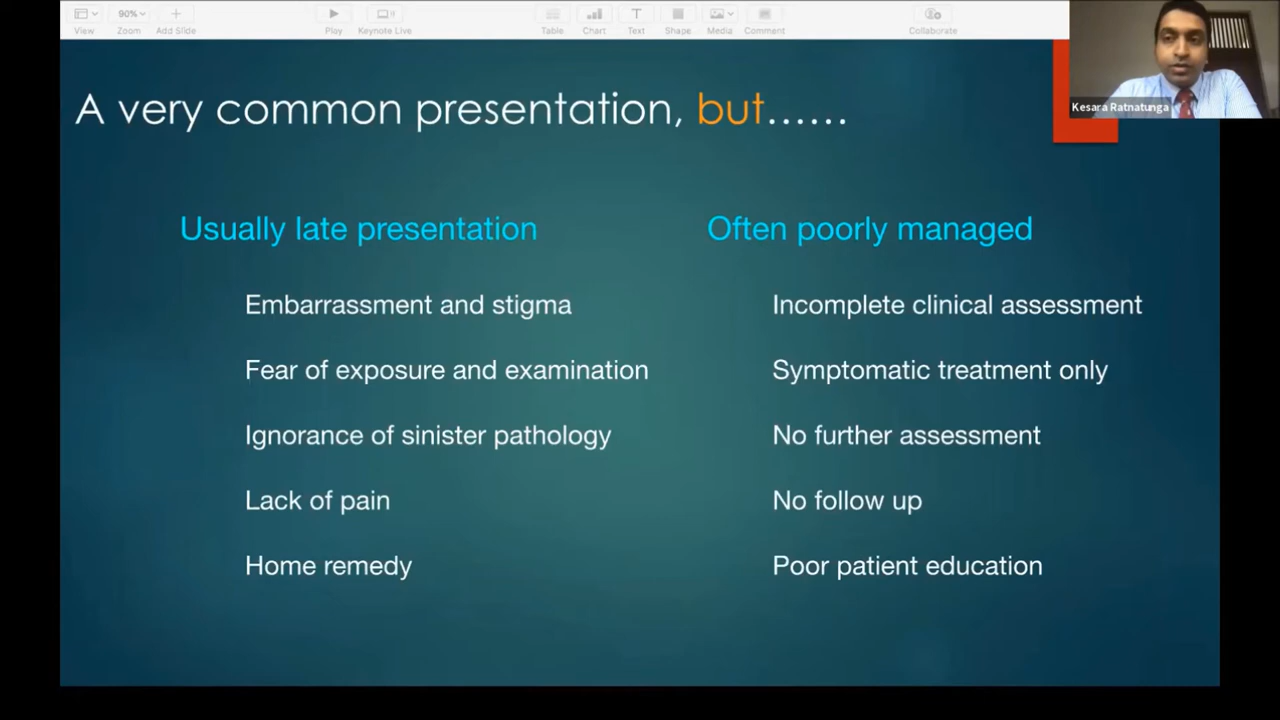 90%
View
Zoom
Add Slide
Play
Keynote Live
Table
Chart
Text
Shape
Media
Comment
Collaborate
Kesara Ratnatunga
A very common presentation, but......
Usually late presentation
Embarrassment and stigma
Fear of exposure and examination
Ignorance of sinister pathology
Lack of pain
Home remedy
Often poorly managed
Incomplete clinical assessment
Symptomatic treatment only
No further assessment
No follow up
Poor patient education